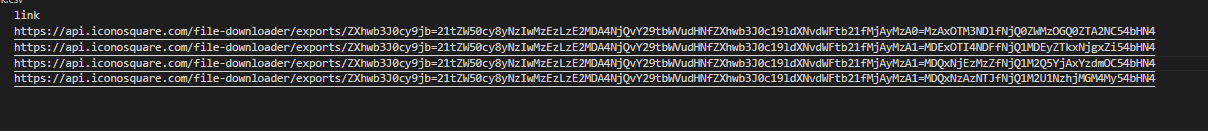 k.csv
link
https://api.iconosquare.com/file-downloader/exports/ZXhwb3J0cy9jb=21tZW50cy8yNzIwMzEzLzE2MDA4NjQvY29tbWVudHNfZXhwb3J0c19ldXNvdWFtb21fMjAyMzA0=MzAxOTM3NDlfNjQ0ZWMzOGQ0ZTA2NC54bHN4
https://api.iconosquare.com/file-downloader/exports/ZXhwb3J0cy9jb=21tZW50cy8yNzIwMzEzLzE2MDA4NjQvY29tbWVudHNfZXhwb3J0c19ldXNvdWFtb21fMjAyMzA1=MDExOTI4NDFfNjQ1MDEyZTkxNjgxZi54bHN4
https://api.iconosquare.com/file-downloader/exports/ZXhwb3J0cy9jb=21tZW50cy8yNzIwMzEzLzE2MDA4NjQvY29tbWVudHNfZXhwb3J0c19ldXNvdWFtb21fMjAyMzA1=MDQxNjEzMzZfNjQ1M2Q5YjAxYzdmOC54bHN4
https://api.iconosquare.com/file-downloader/exports/ZXhwb3J0cy9jb=21tZW50cy8yNzIwMzEzLzE2MDA4NjQvY29tbWVudHNfZXhwb3J0c19ldXNvdWFtb21fMjAyMzA1=MDQxNzAzNTJfNjQ1M2U1NzhjMGM4My54bHN4